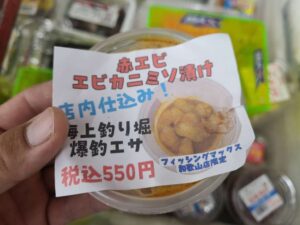 赤エビ
エビカニミソ漬け
店内仕込み！
海上釣り堀
爆釣エサ
税込550円
フィッシングマックス
和歌山店限定